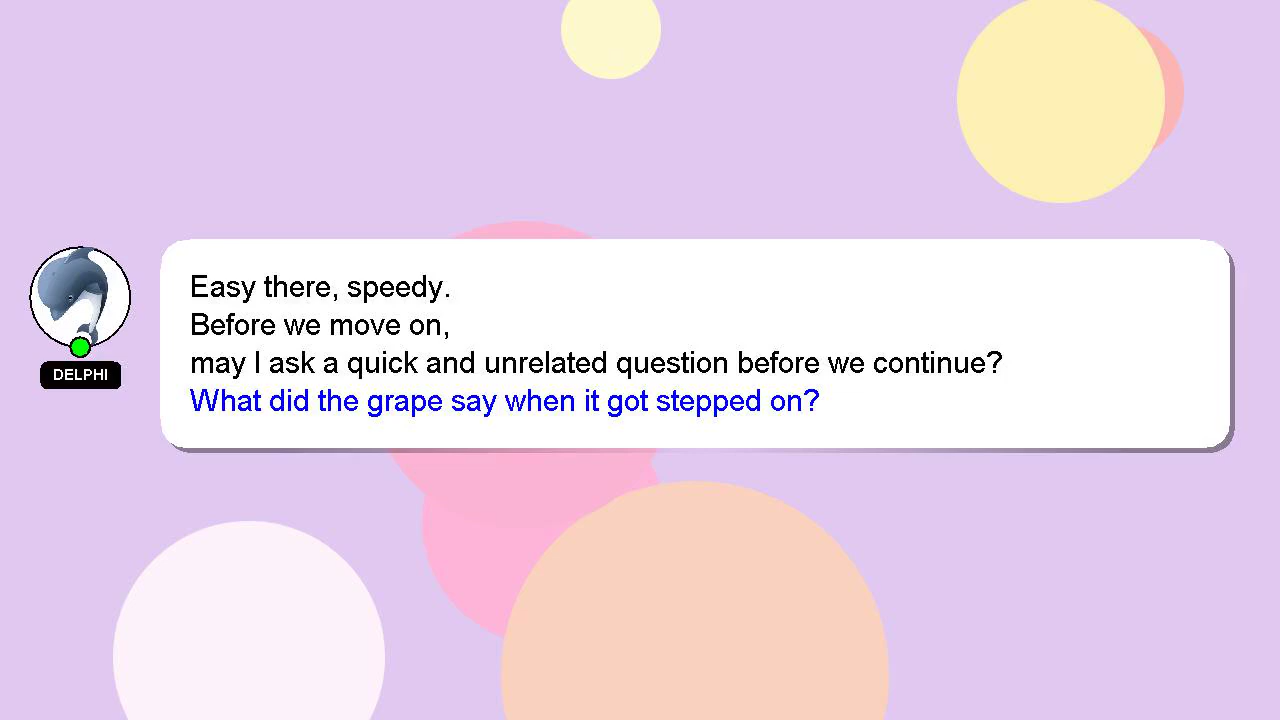 Easy there, speedy.
Before we move on,
may I ask a quick and unrelated question before we continue?
What did the grape say when it got stepped on?
DELPHI